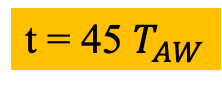 t = 45 T_AW